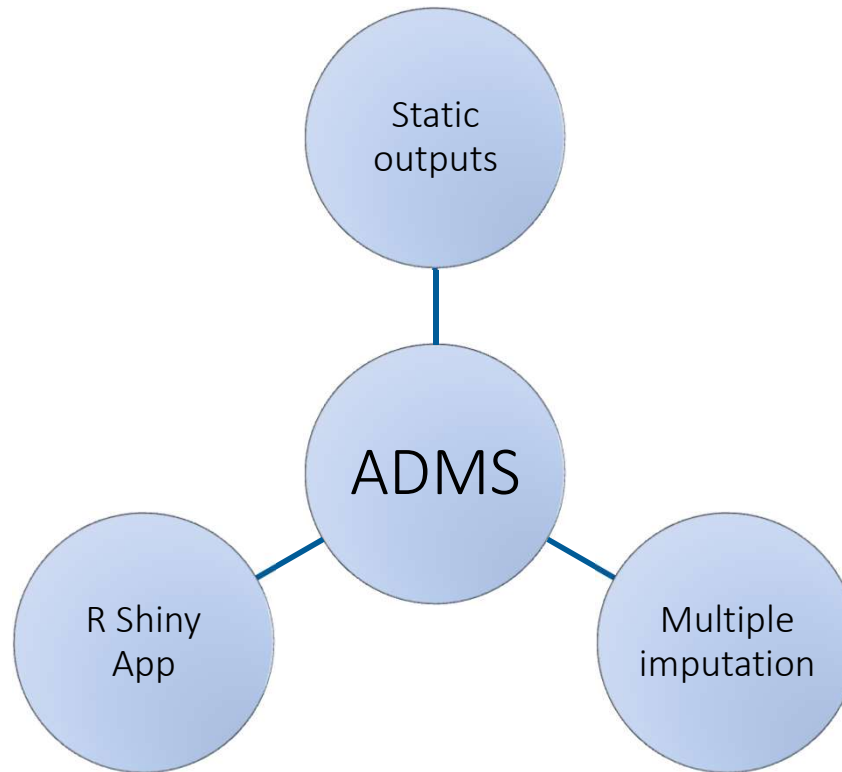 Static
outputs
ADMS
R Shiny
App
Multiple
imputation